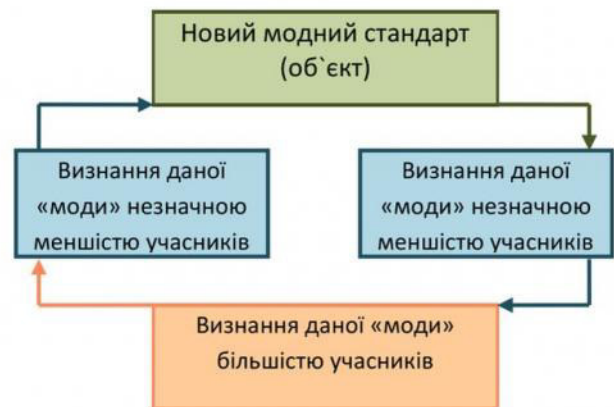 Новий модний стандарт
(об`єкт)
Визнання даної
«моди» незначною
меншістю учасників
Визнання даної
«моди» незначною
меншістю учасників
Визнання даної «моди»
більшістю учасників